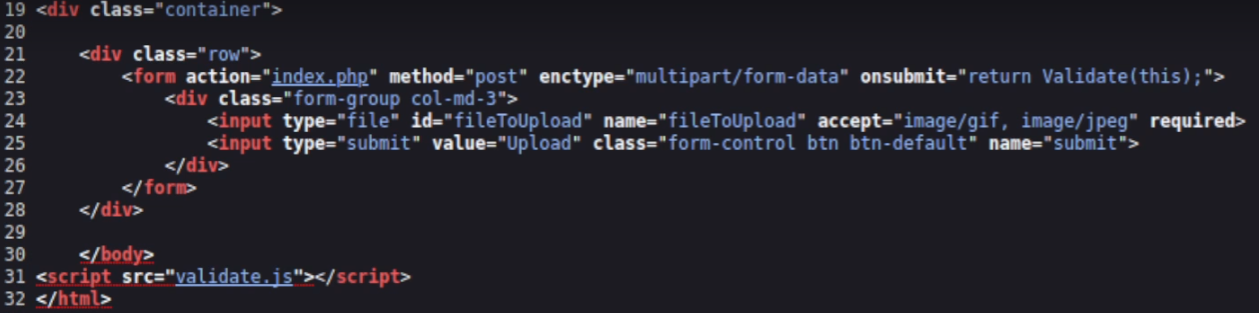 19 <div class="container">
20
21     <div class="row">
22         <form action="index.php" method="post" enctype="multipart/form-data" onsubmit="return Validate(this);">
23             <div class="form-group col-md-3">
24                 <input type="file" id="fileToUpload" name="fileToUpload" accept="image/gif, image/jpeg" required>
25                 <input type="submit" value="Upload" class="form-control btn btn-default" name="submit">
26             </div>
27         </form>
28     </div>
29
30     </body>
31 <script src="validate.js"></script>
32 </html>